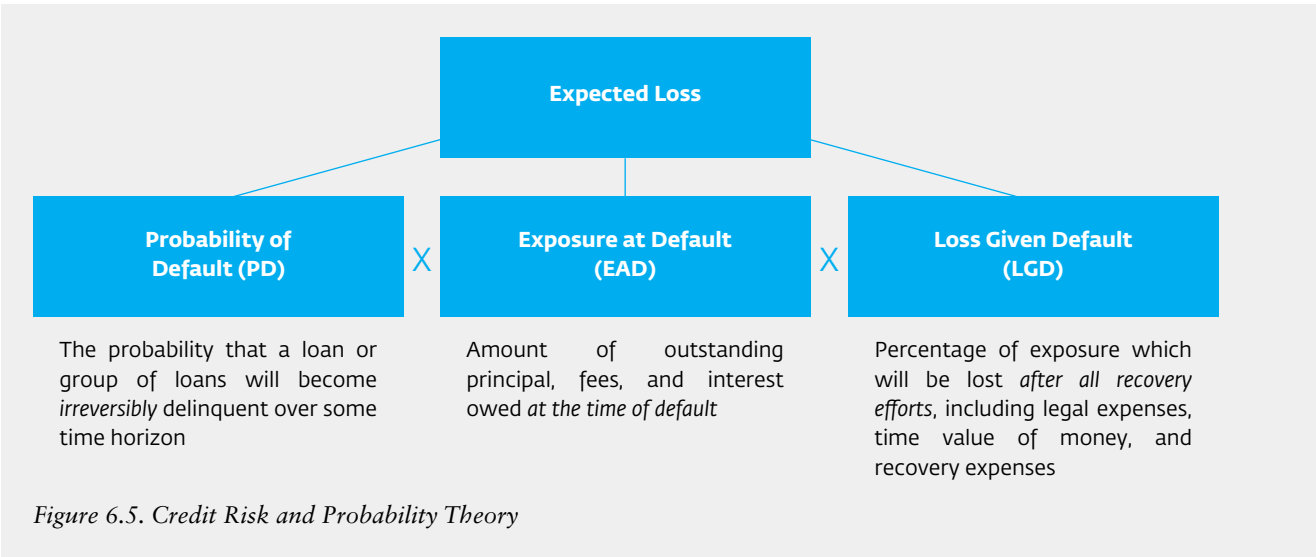 Expected Loss
Probability of
Default (PD)
X
Exposure at Default
(EAD)
X
Loss Given Default
(LGD)
The probability that a loan or
group of loans will become
irreversibly delinquent over some
time horizon
Amount of outstanding
principal, fees, and interest
owed at the time of default
Percentage of exposure which
will be lost after all recovery
efforts, including legal expenses,
time value of money, and
recovery expenses
Figure 6.5. Credit Risk and Probability Theory